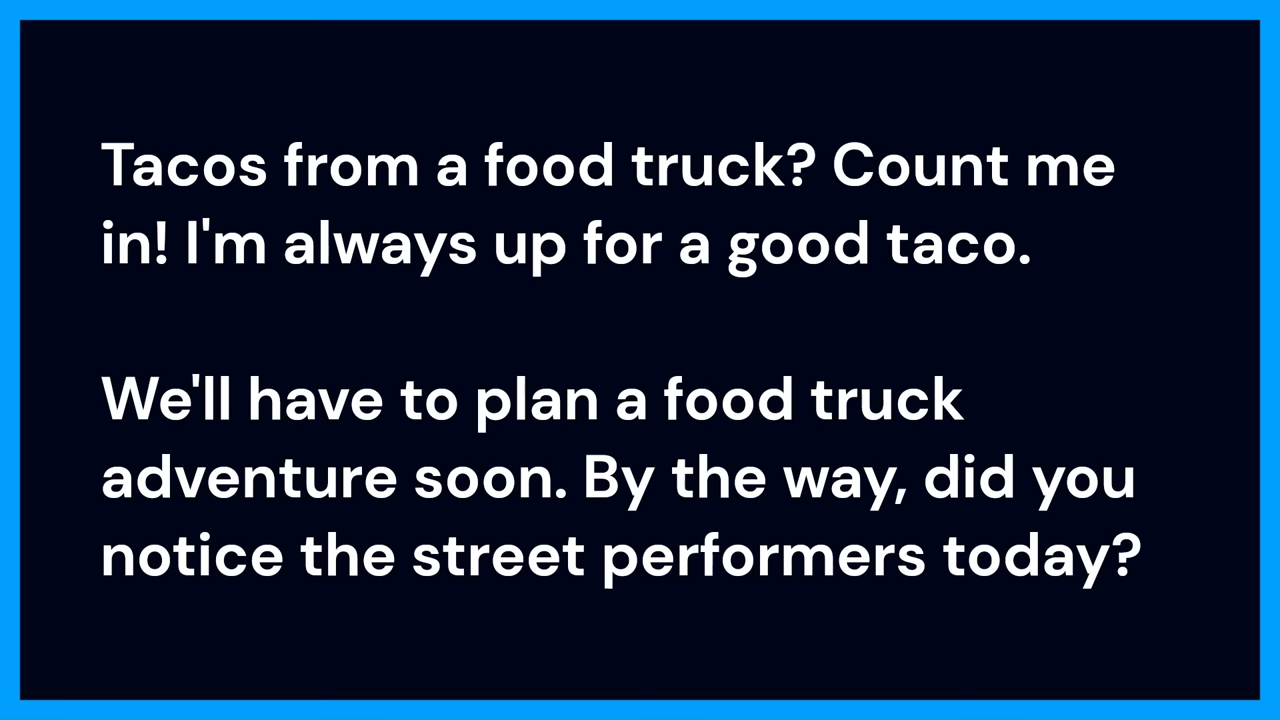 Tacos from a food truck? Count me
in! I'm always up for a good taco.
We'll have to plan a food truck
adventure soon. By the way, did you
notice the street performers today?